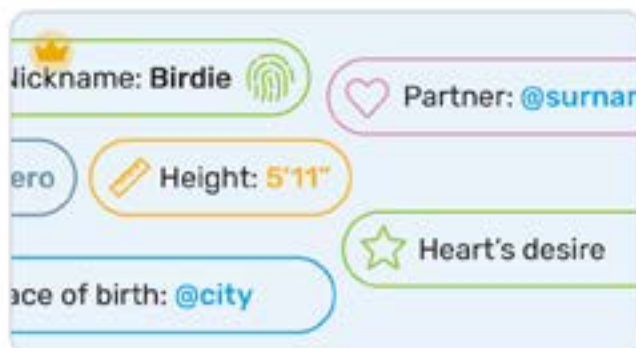 Nickname: Birdie
Partner: @surnar
ero
Height: 5'11"
Heart's desire
ace of birth: @city